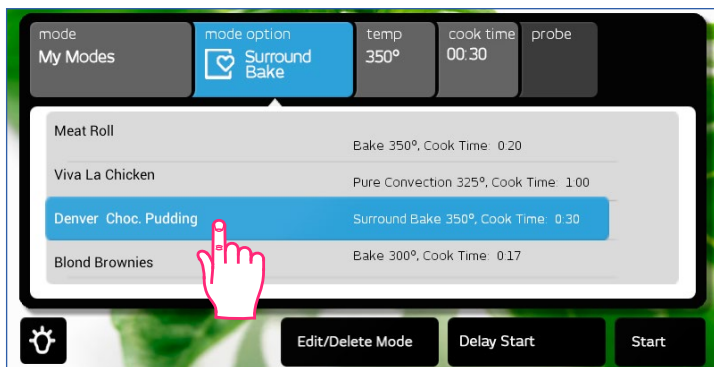 mode mode option temp cook time probe
My Modes Surround Bake 350° 00:30
Meat Roll Bake 350°, Cook Time: 0:20
Viva La Chicken Pure Convection 325°, Cook Time: 1:00
Denver Choc. Pudding Surround Bake 350°, Cook Time: 0:30
Blond Brownies Bake 300°, Cook Time: 0:17
Edit/Delete Mode Delay Start Start